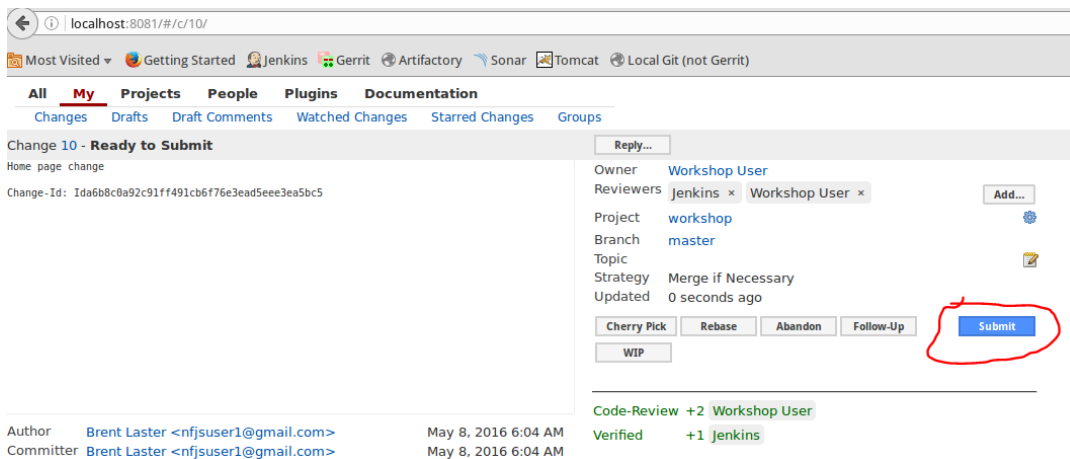 localhost:8081/#/c/10/
Most Visited Getting Started Jenkins Gerrit Artifactory Sonar Tomcat Local Git (not Gerrit)
All My Projects People Plugins Documentation
Changes Drafts Draft Comments Watched Changes Starred Changes Groups
Change 10 - Ready to Submit
Reply...
Home page change
Change-Id: Ida6b8c0a92c91ff491cb6f76e3ead5eee3ea5bc5
Owner Workshop User
Reviewers Jenkins × Workshop User × Add...
Project workshop
Branch master
Topic
Strategy Merge if Necessary
Updated 0 seconds ago
Cherry Pick Rebase Abandon Follow-Up Submit
WIP
Code-Review +2 Workshop User
Verified +1 Jenkins
Author Brent Laster <nfjsuser1@gmail.com> May 8, 2016 6:04 AM
Committer Brent Laster <nfjsuser1@gmail.com> May 8, 2016 6:04 AM